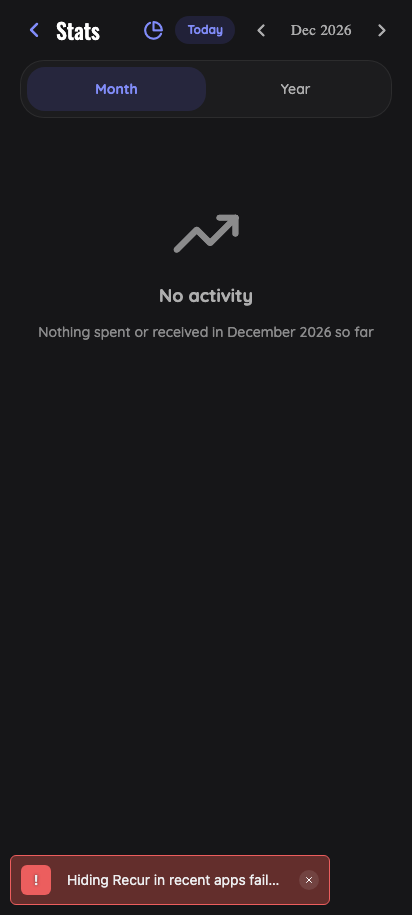 Stats
Today
Dec 2026
Month
Year
No activity
Nothing spent or received in December 2026 so far
! Hiding Recur in recent apps fail...